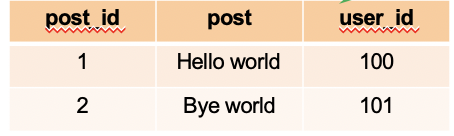 post_id post user_id
1 Hello world 100
2 Bye world 101